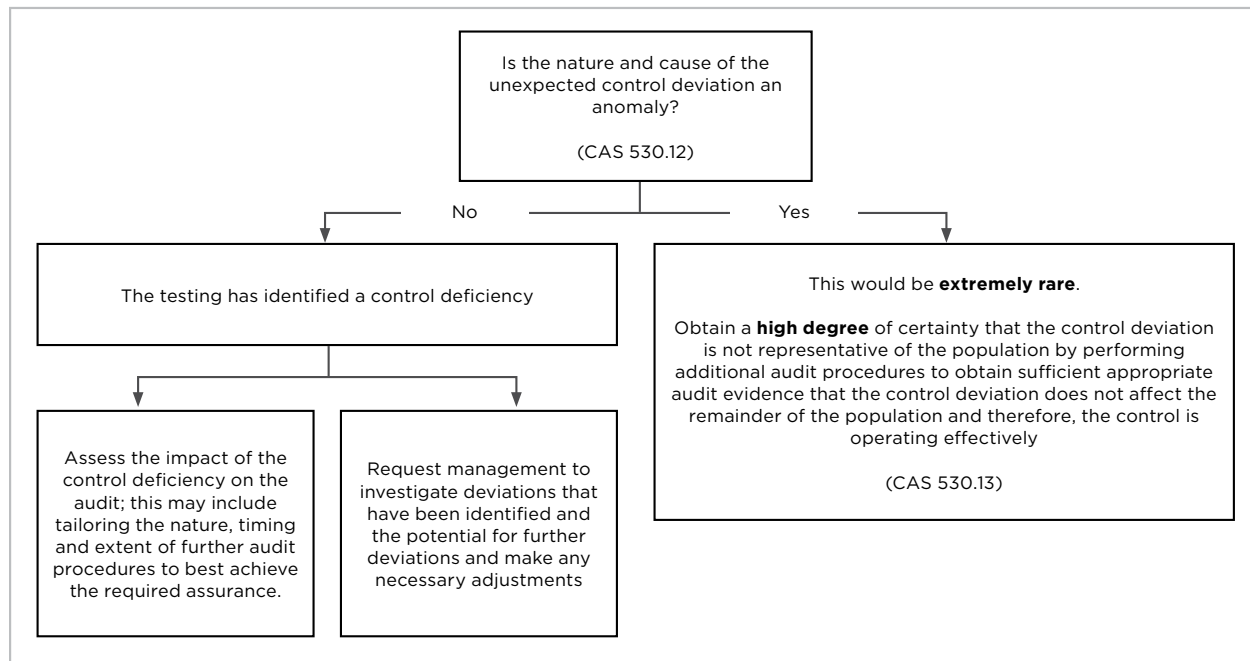 Is the nature and cause of the
unexpected control deviation an
anomaly?
(CAS 530.12)
No
Yes
The testing has identified a control deficiency
This would be extremely rare.
Obtain a high degree of certainty that the control deviation
is not representative of the population by performing
additional audit procedures to obtain sufficient appropriate
audit evidence that the control deviation does not affect the
remainder of the population and therefore, the control is
operating effectively
(CAS 530.13)
Assess the impact of the
control deficiency on the
audit; this may include
tailoring the nature, timing
and extent of further audit
procedures to best achieve
the required assurance.
Request management to
investigate deviations that
have been identified and
the potential for further
deviations and make any
necessary adjustments